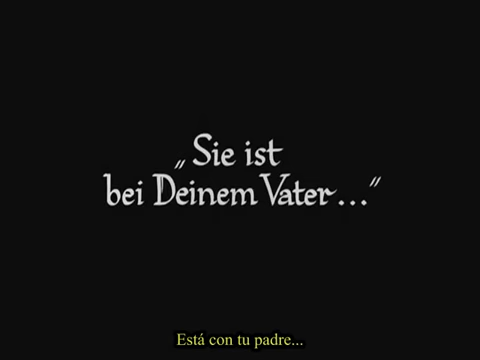 „Sie ist
bei Deinem Vater...“
Está con tu padre...